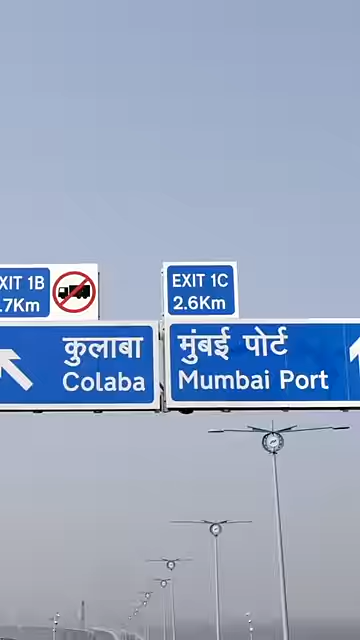 EXIT 1B
.7Km
कुलाबा
Colaba
EXIT 1C
2.6Km
मुंबई पोर्ट
Mumbai Port